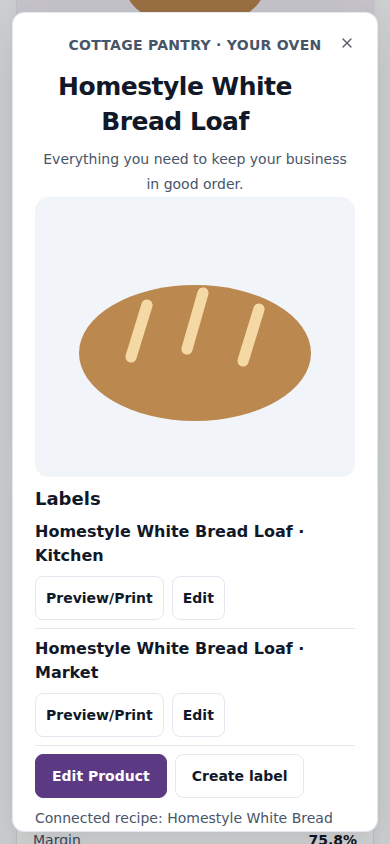 COTTAGE PANTRY · YOUR OVEN ×
Homestyle White
Bread Loaf
Everything you need to keep your business
in good order.
Labels
Homestyle White Bread Loaf ·
Kitchen
Preview/Print Edit
Homestyle White Bread Loaf ·
Market
Preview/Print Edit
Edit Product Create label
Connected recipe: Homestyle White Bread
Margin 75.8%